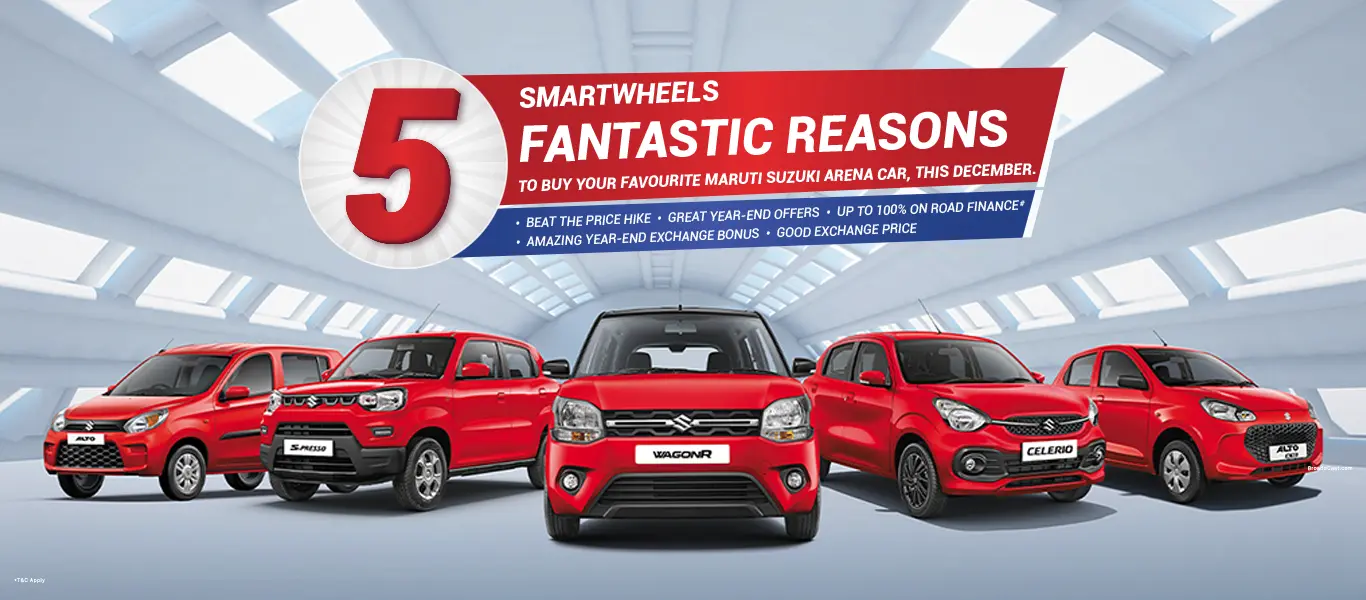 5
SMARTWHEELS
FANTASTIC REASONS
TO BUY YOUR FAVOURITE MARUTI SUZUKI ARENA CAR, THIS DECEMBER.
• BEAT THE PRICE HIKE • GREAT YEAR-END OFFERS • UP TO 100% ON ROAD FINANCE#
• AMAZING YEAR-END EXCHANGE BONUS • GOOD EXCHANGE PRICE
ALTO
S-PRESSO
WAGONR
CELERIO
ALTO
*T&C Apply